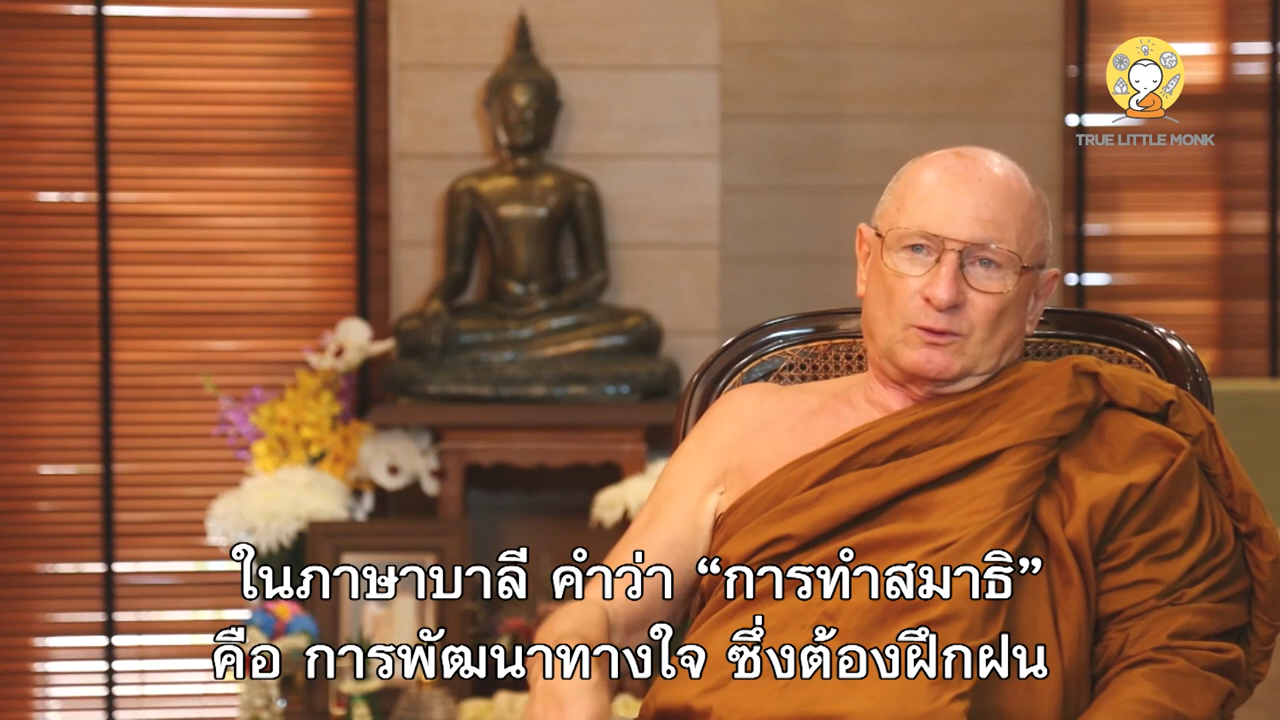 TRUE LITTLE MONK
ในภาษาบาลี คำว่า “การทำสมาธิ”
คือ การพัฒนาทางใจ ซึ่งต้องฝึกฝน